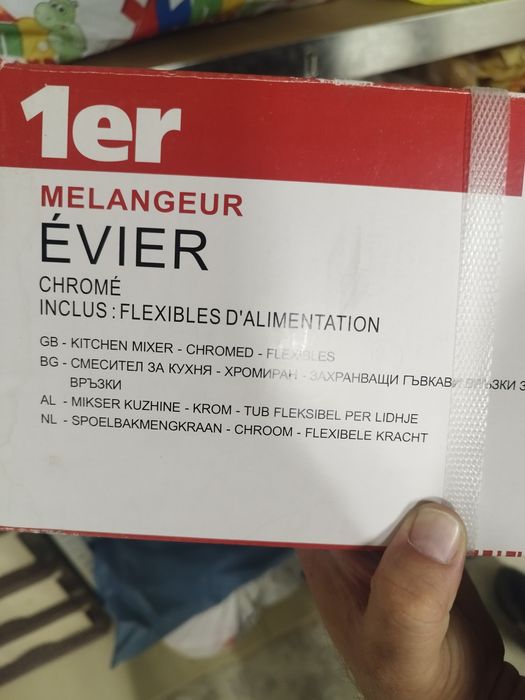 1er
MELANGEUR
ÉVIER
CHROMÉ
INCLUS : FLEXIBLES D'ALIMENTATION
GB - KITCHEN MIXER - CHROMED - FLEXIBLES
BG - СМЕСИТЕЛ ЗА КУХНЯ - ХРОМИРАН - ЗАХРАНВАЩИ ГЪВКАВИ ВРЪЗКИ
ВРЪЗКИ
AL - MIKSER KUZHINE - KROM - TUB FLEKSIBEL PER LIDHJE
NL - SPOELBAKMENGKRAAN - CHROOM - FLEXIBELE KRACHT